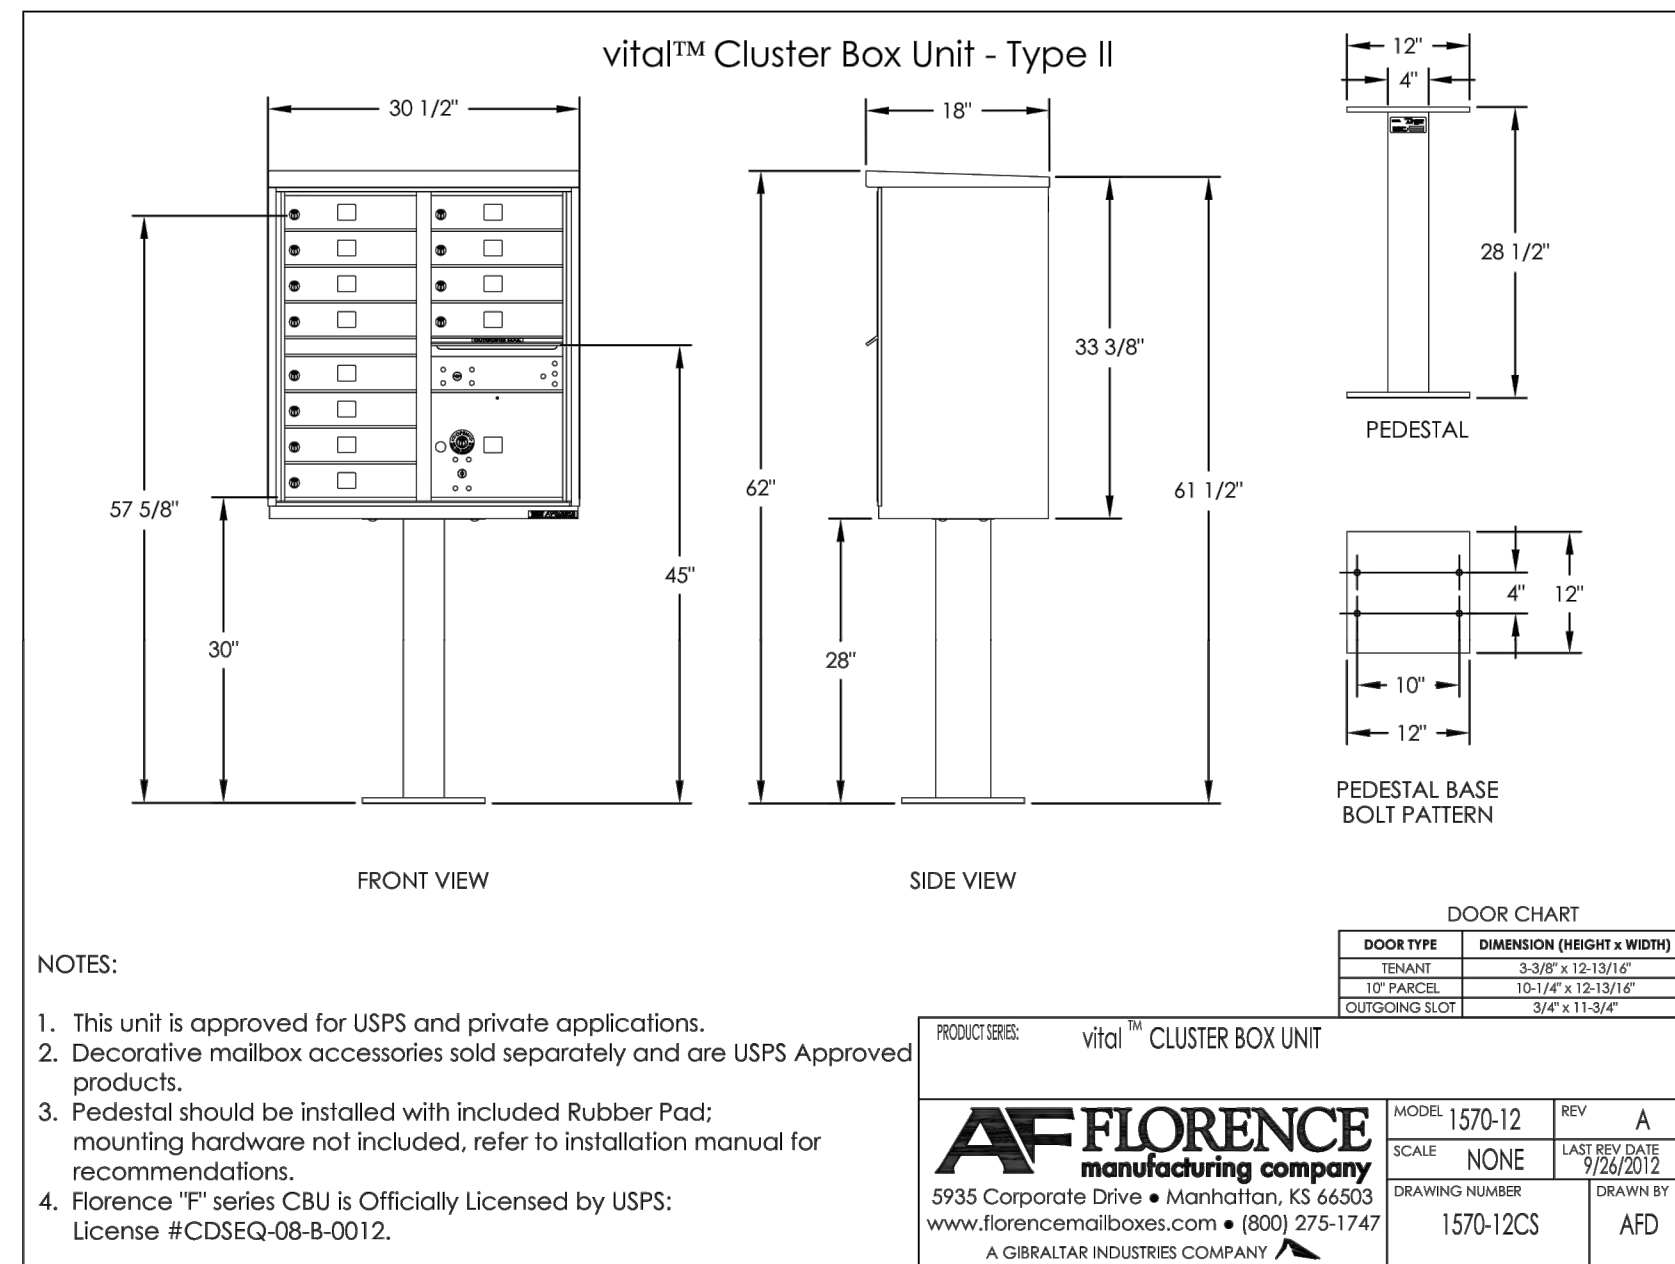 vital™ Cluster Box Unit - Type II
30 1/2"
18"
12"
4"
28 1/2"
PEDESTAL
OUTGOING MAIL
57 5/8"
30"
45"
62"
28"
33 3/8"
61 1/2"
4"
12"
10"
12"
PEDESTAL BASE
BOLT PATTERN
FRONT VIEW
SIDE VIEW
DOOR CHART
DOOR TYPE DIMENSION (HEIGHT x WIDTH)
TENANT 3-3/8" x 12-13/16"
10" PARCEL 10-1/4" x 12-13/16"
OUTGOING SLOT 3/4" x 11-3/4"
NOTES:
1. This unit is approved for USPS and private applications.
2. Decorative mailbox accessories sold separately and are USPS Approved
products.
3. Pedestal should be installed with included Rubber Pad;
mounting hardware not included, refer to installation manual for
recommendations.
4. Florence "F" series CBU is Officially Licensed by USPS:
License #CDSEQ-08-B-0012.
PRODUCT SERIES: vital ™ CLUSTER BOX UNIT
AF FLORENCE
manufacturing company
5935 Corporate Drive ● Manhattan, KS 66503
www.florencemailboxes.com ● (800) 275-1747
A GIBRALTAR INDUSTRIES COMPANY
MODEL 1570-12
REV A
SCALE NONE
LAST REV DATE
9/26/2012
DRAWING NUMBER
1570-12CS
DRAWN BY
AFD